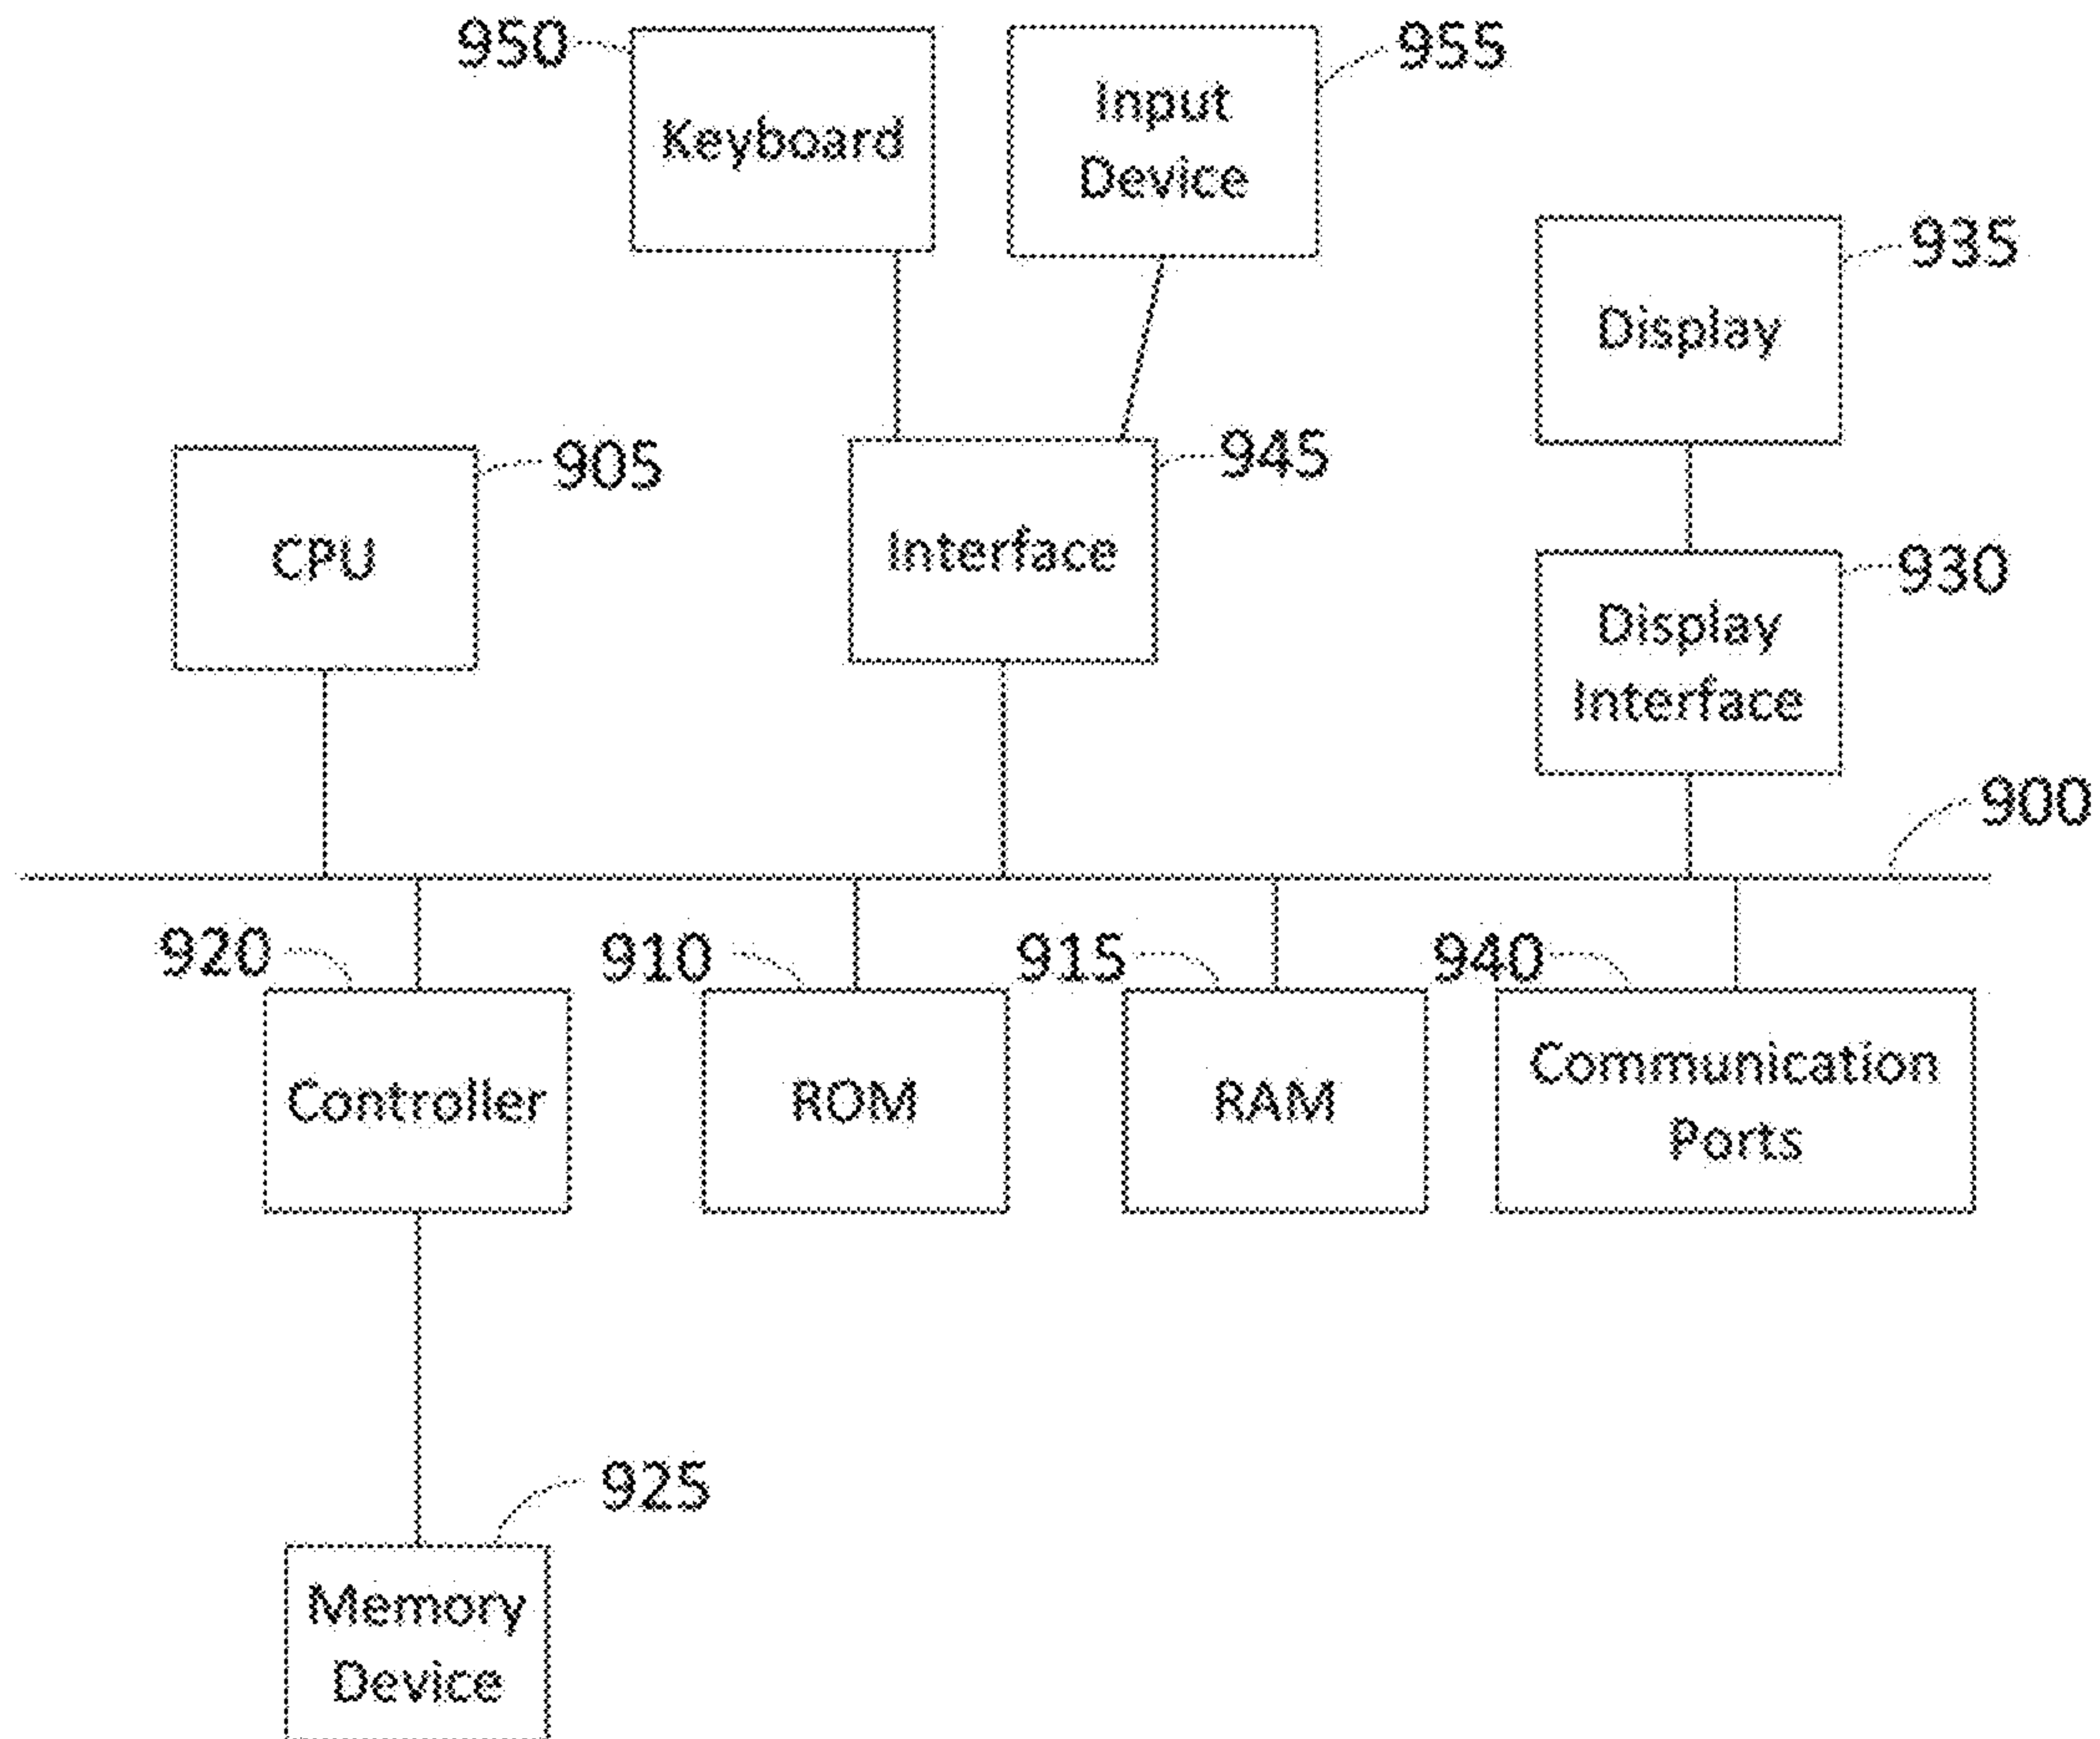 950
Keyboard
Input
Device
955
Display
935
CPU
905
Interface
945
Display
Interface
930
900
920
Controller
910
ROM
915
RAM
940
Communication
Ports
925
Memory
Device